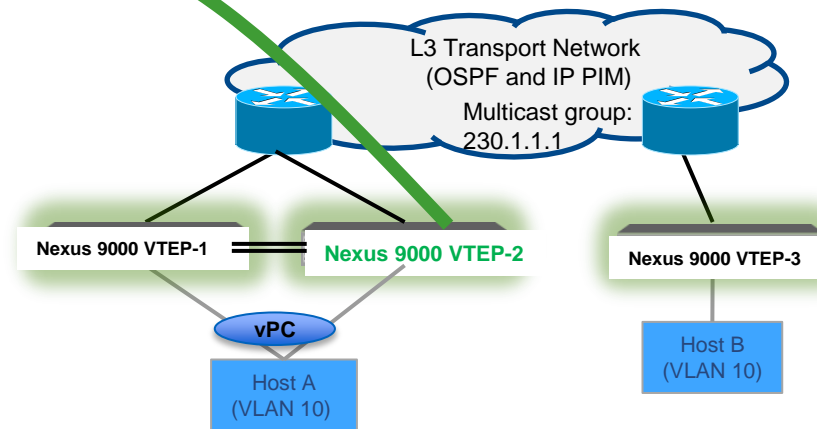 L3 Transport Network
(OSPF and IP PIM)
Multicast group:
230.1.1.1
Nexus 9000 VTEP-1
Nexus 9000 VTEP-2
Nexus 9000 VTEP-3
vPC
Host A
(VLAN 10)
Host B
(VLAN 10)